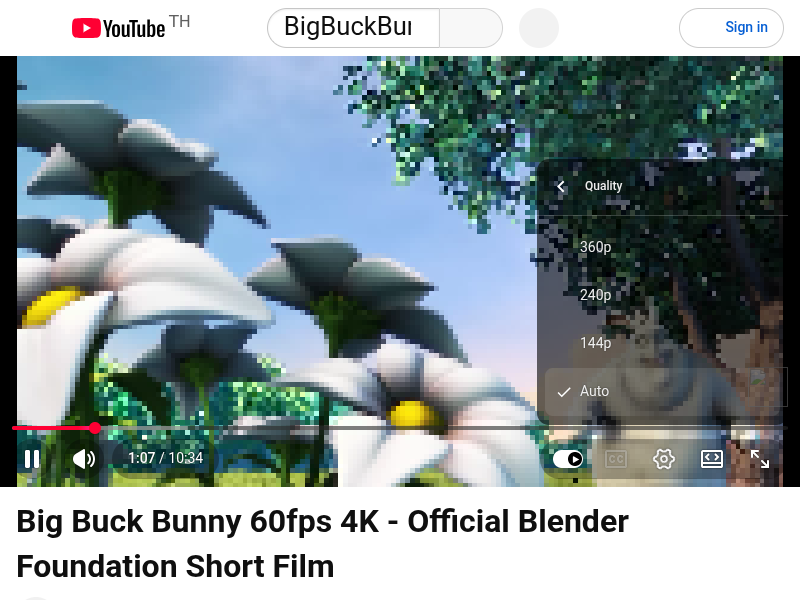 YouTube TH
BigBuckBu
Sign in
Quality
360p
240p
144p
Auto
1:07 / 10:34
CC
Big Buck Bunny 60fps 4K - Official Blender
Foundation Short Film